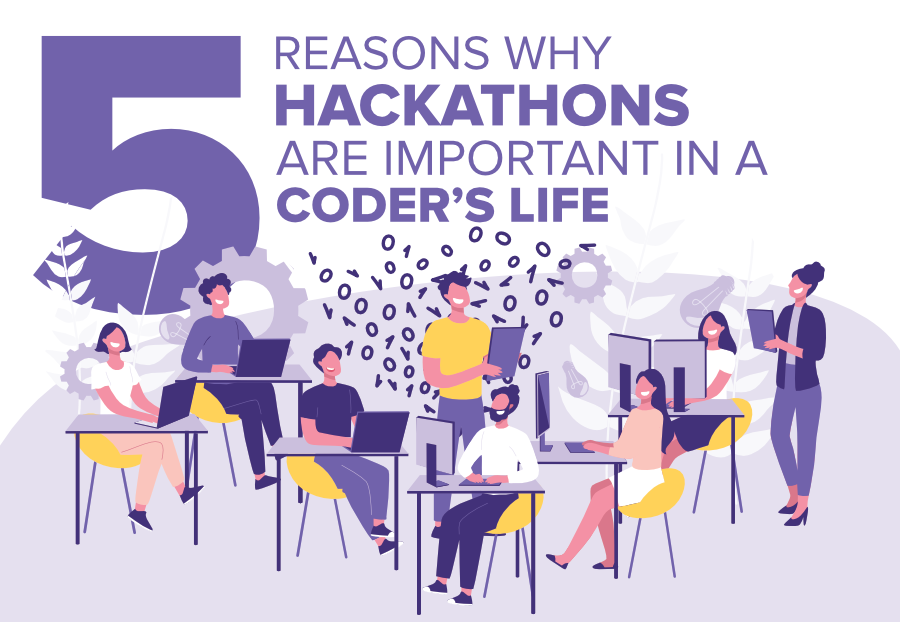 5
REASONS WHY
HACKATHONS
ARE IMPORTANT IN A
CODER'S LIFE